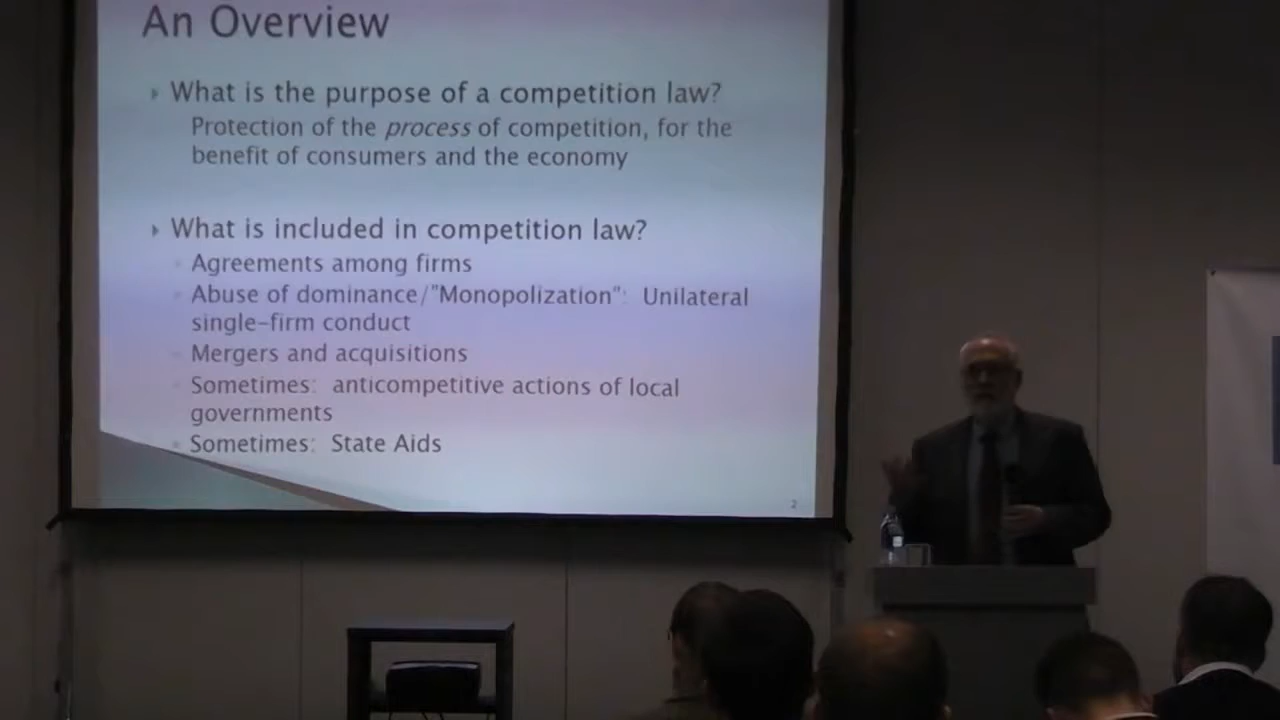 An Overview
What is the purpose of a competition law?
Protection of the process of competition, for the
benefit of consumers and the economy
What is included in competition law?
Agreements among firms
Abuse of dominance/"Monopolization": Unilateral
single-firm conduct
Mergers and acquisitions
Sometimes: anticompetitive actions of local
governments
Sometimes: State Aids
2